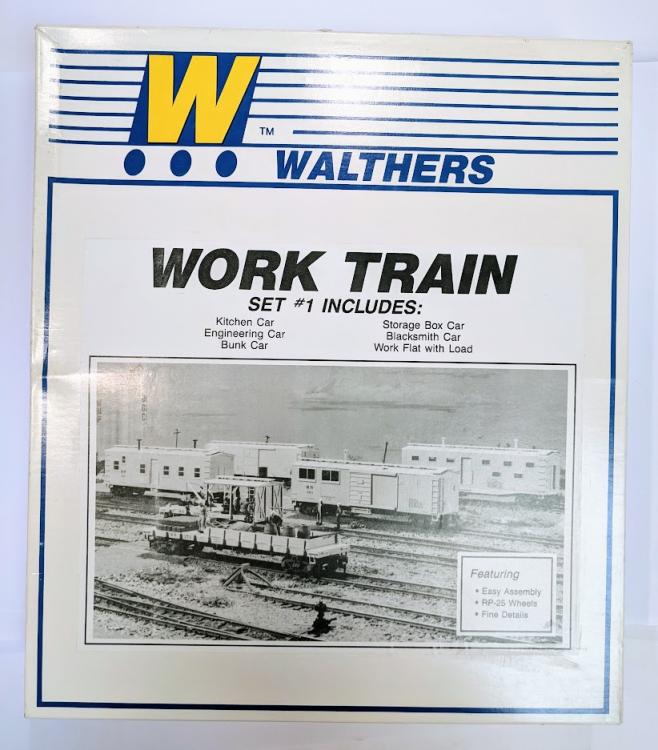 W
TM
WALTHERS
WORK TRAIN
SET #1 INCLUDES:
Kitchen Car
Engineering Car
Bunk Car
Storage Box Car
Blacksmith Car
Work Flat with Load
Featuring
• Easy Assembly
• RP-25 Wheels
• Fine Details